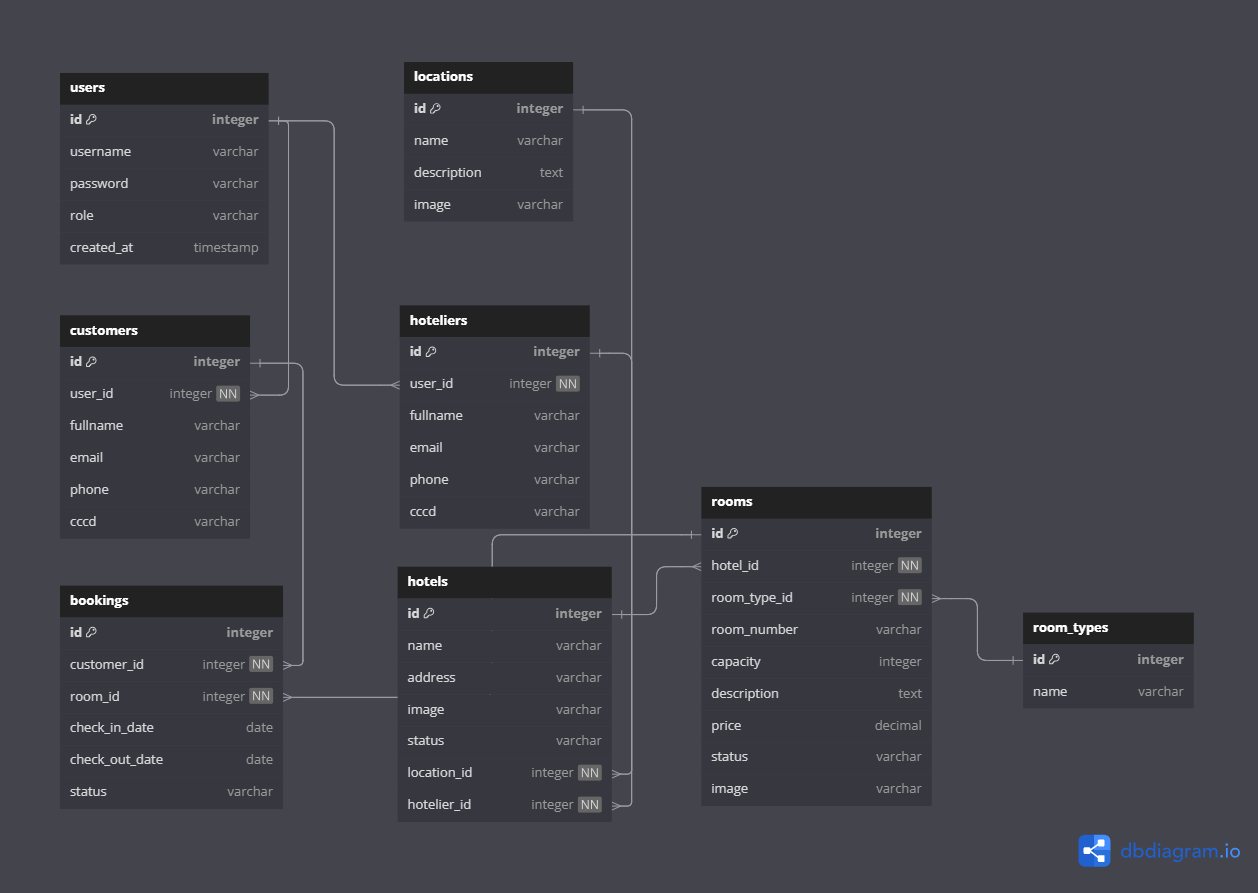 users
id integer
username varchar
password varchar
role varchar
created_at timestamp
locations
id integer
name varchar
description text
image varchar
customers
id integer
user_id integer NN
fullname varchar
email varchar
phone varchar
cccd varchar
hoteliers
id integer
user_id integer NN
fullname varchar
email varchar
phone varchar
cccd varchar
bookings
id integer
customer_id integer NN
room_id integer NN
check_in_date date
check_out_date date
status varchar
hotels
id integer
name varchar
address varchar
image varchar
status varchar
location_id integer NN
hotelier_id integer NN
rooms
id integer
hotel_id integer NN
room_type_id integer NN
room_number varchar
capacity integer
description text
price decimal
status varchar
image varchar
room_types
id integer
name varchar
dbdiagram.io